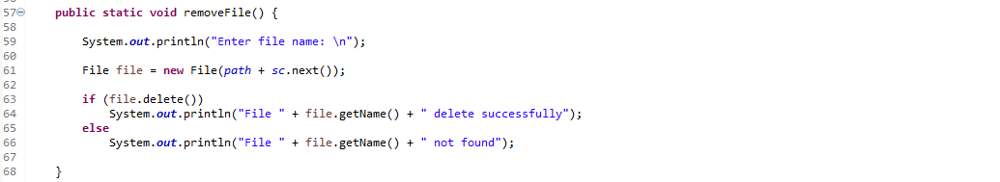 57 public static void removeFile() {
58
59 System.out.println("Enter file name: \n");
60
61 File file = new File(path + sc.next());
62
63 if (file.delete())
64 System.out.println("File " + file.getName() + " delete successfully");
65 else
66 System.out.println("File " + file.getName() + " not found");
67
68 }